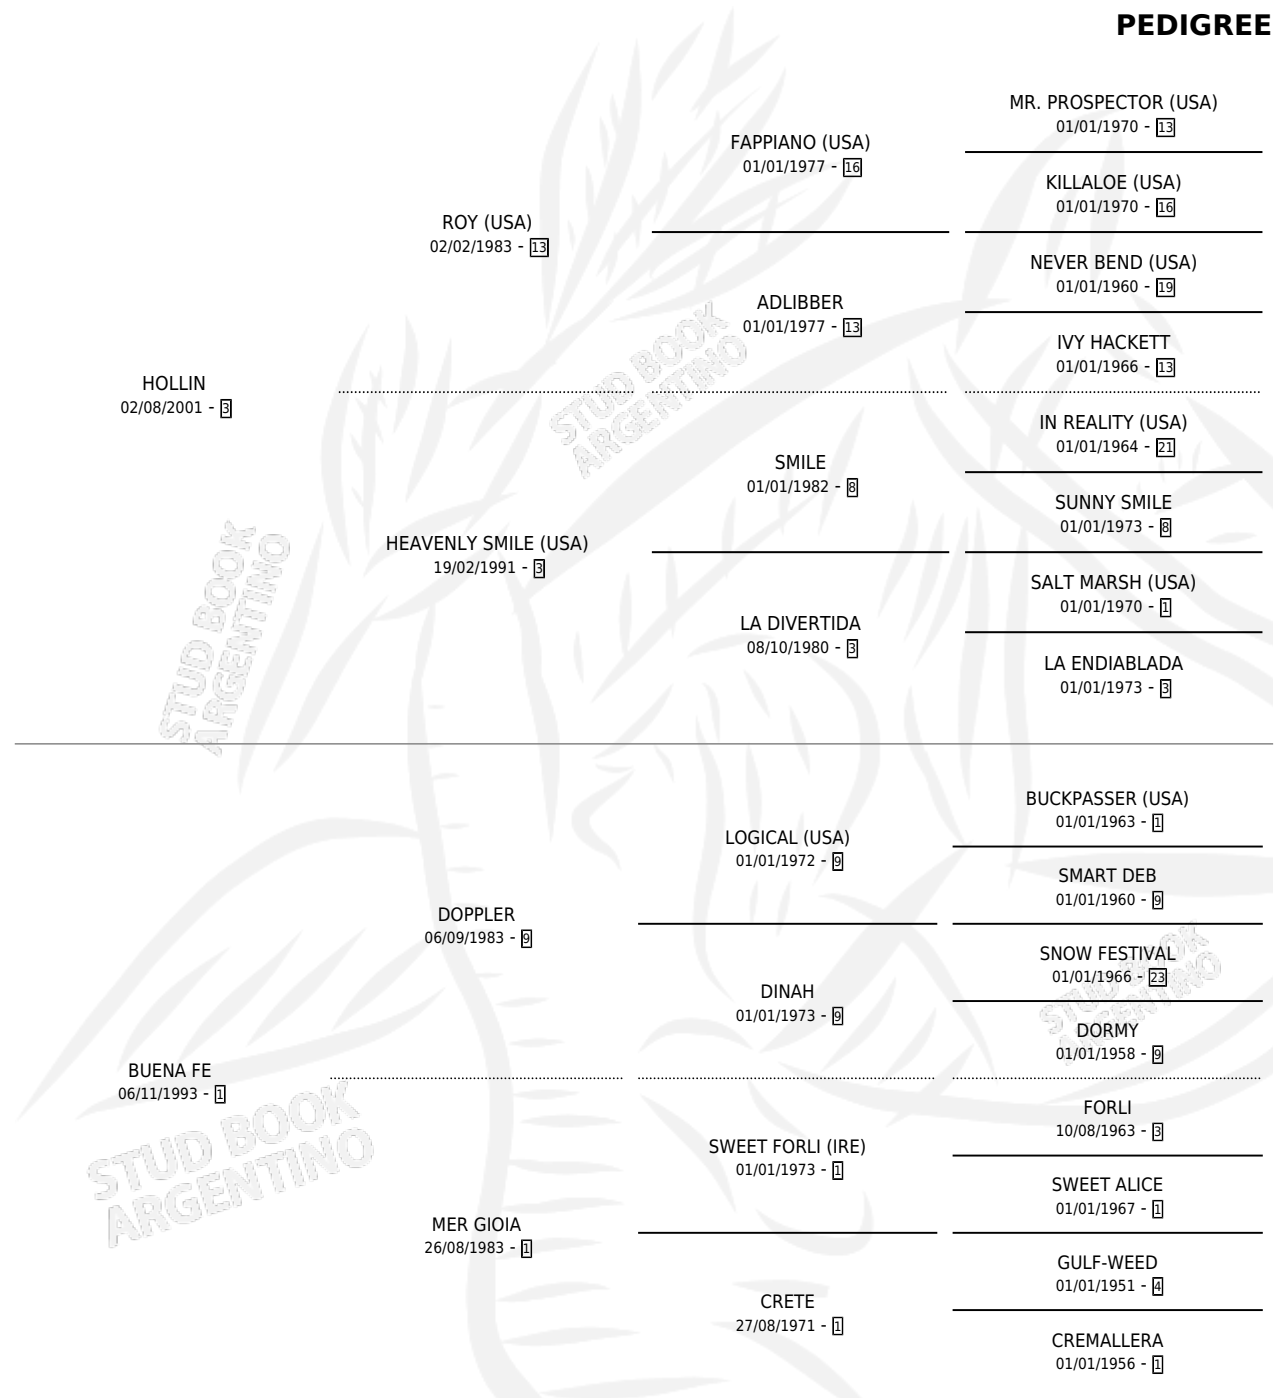 PEDIGREE
MR. PROSPECTOR (USA)
01/01/1970 - 13
FAPPIANO (USA)
01/01/1977 - 16
KILLALOE (USA)
01/01/1970 - 16
ROY (USA)
02/02/1983 - 13
NEVER BEND (USA)
01/01/1960 - 19
ADLIBBER
01/01/1977 - 13
IVY HACKETT
01/01/1966 - 13
HOLLIN
02/08/2001 - 3
IN REALITY (USA)
01/01/1964 - 21
SMILE
01/01/1982 - 8
SUNNY SMILE
01/01/1973 - 8
HEAVENLY SMILE (USA)
19/02/1991 - 3
SALT MARSH (USA)
01/01/1970 - 1
LA DIVERTIDA
08/10/1980 - 3
LA ENDIABLADA
01/01/1973 - 3
BUCKPASSER (USA)
01/01/1963 - 1
LOGICAL (USA)
01/01/1972 - 9
SMART DEB
01/01/1960 - 9
DOPPLER
06/09/1983 - 9
SNOW FESTIVAL
01/01/1966 - 23
DINAH
01/01/1973 - 9
DORMY
01/01/1958 - 9
BUENA FE
06/11/1993 - 1
FORLI
10/08/1963 - 3
SWEET FORLI (IRE)
01/01/1973 - 1
SWEET ALICE
01/01/1967 - 1
MER GIOIA
26/08/1983 - 1
GULF-WEED
01/01/1951 - 4
CRETE
27/08/1971 - 1
CREMALLERA
01/01/1956 - 1
STUD BOOK
ARGENTINO
STUD BOOK
ARGENTINO
STUD BOOK
ARGENTINO
STUD BOOK
ARGENTINO